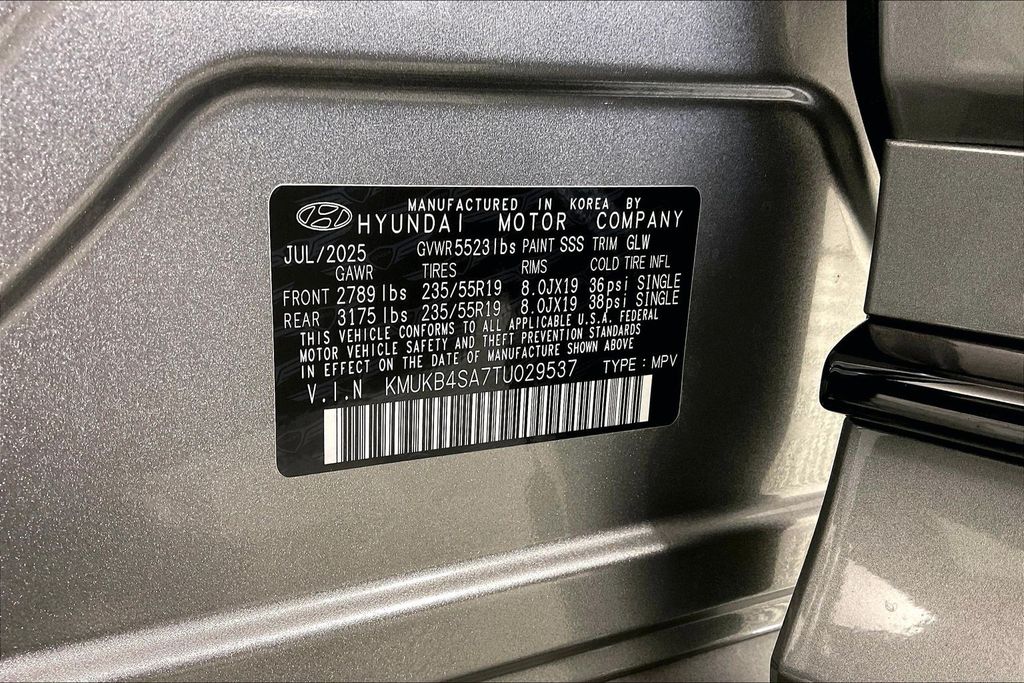 MANUFACTURED IN KOREA BY
HYUNDAI MOTOR COMPANY
JUL/2025 GVWR 5523 lbs PAINT SSS TRIM GLW
GAWR TIRES RIMS COLD TIRE INFL
FRONT 2789 lbs 235/55R19 8.0JX19 36psi SINGLE
REAR 3175 lbs 235/55R19 8.0JX19 38psi SINGLE
THIS VEHICLE CONFORMS TO ALL APPLICABLE U.S.A. FEDERAL
MOTOR VEHICLE SAFETY AND THEFT PREVENTION STANDARDS
IN EFFECT ON THE DATE OF MANUFACTURE SHOWN ABOVE
V.I.N KMUKB4SA7TU029537 TYPE : MPV